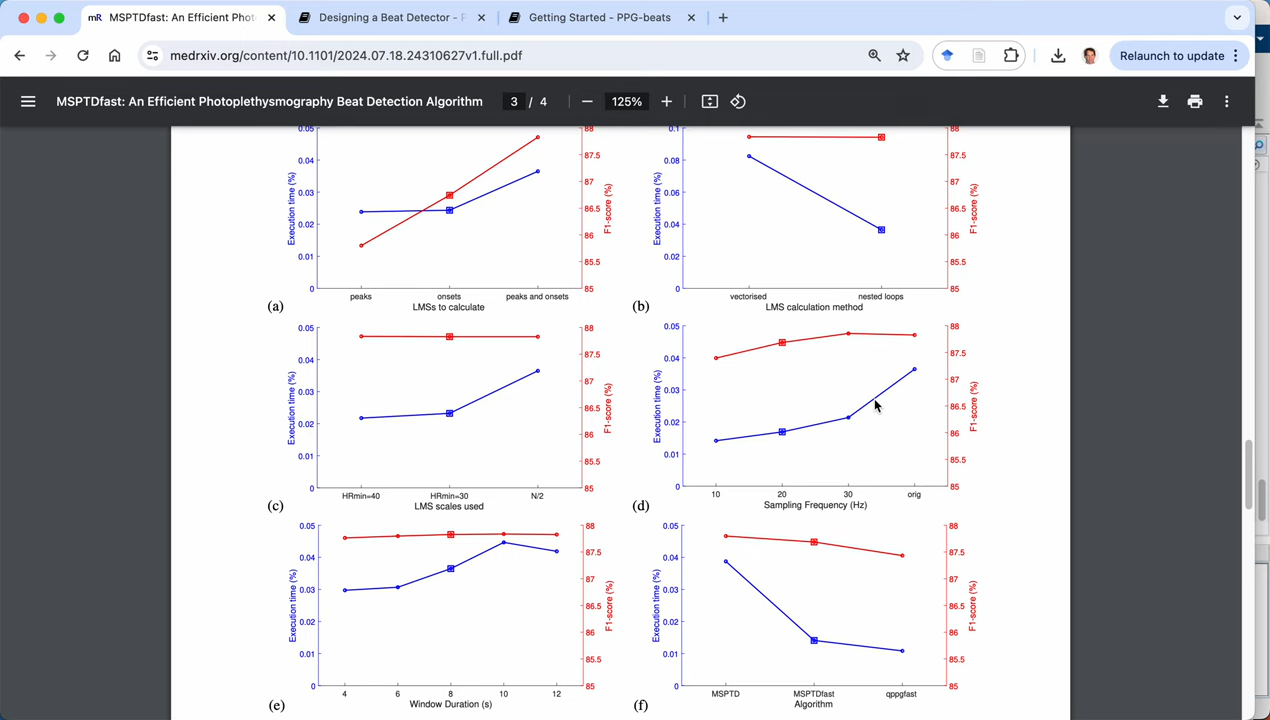 MSPTDfast: An Efficient Phot
Designing a Beat Detector - P
Getting Started - PPG-beats
medrxiv.org/content/10.1101/2024.07.18.24310627v1.full.pdf
Relaunch to update
MSPTDfast: An Efficient Photoplethysmography Beat Detection Algorithm
3 / 4
125%
0.05
0.04
0.03
0.02
0.01
0
Execution time (%)
88
87.5
87
86.5
86
85.5
85
F1-score (%)
peaks
onsets
peaks and onsets
LMSs to calculate
(a)
0.1
0.08
0.06
0.04
0.02
0
Execution time (%)
88
87.5
87
86.5
86
85.5
85
F1-score (%)
vectorised
nested loops
LMS calculation method
(b)
0.05
0.04
0.03
0.02
0.01
0
Execution time (%)
88
87.5
87
86.5
86
85.5
85
F1-score (%)
HRmin=40
HRmin=30
N/2
LMS scales used
(c)
0.05
0.04
0.03
0.02
0.01
0
Execution time (%)
88
87.5
87
86.5
86
85.5
85
F1-score (%)
10
20
30
orig
Sampling Frequency (Hz)
(d)
0.05
0.04
0.03
0.02
0.01
0
Execution time (%)
88
87.5
87
86.5
86
85.5
85
F1-score (%)
4
6
8
10
12
Window Duration (s)
(e)
0.05
0.04
0.03
0.02
0.01
0
Execution time (%)
88
87.5
87
86.5
86
85.5
85
F1-score (%)
MSPTD
MSPTDfast
qppgfast
Algorithm
(f)